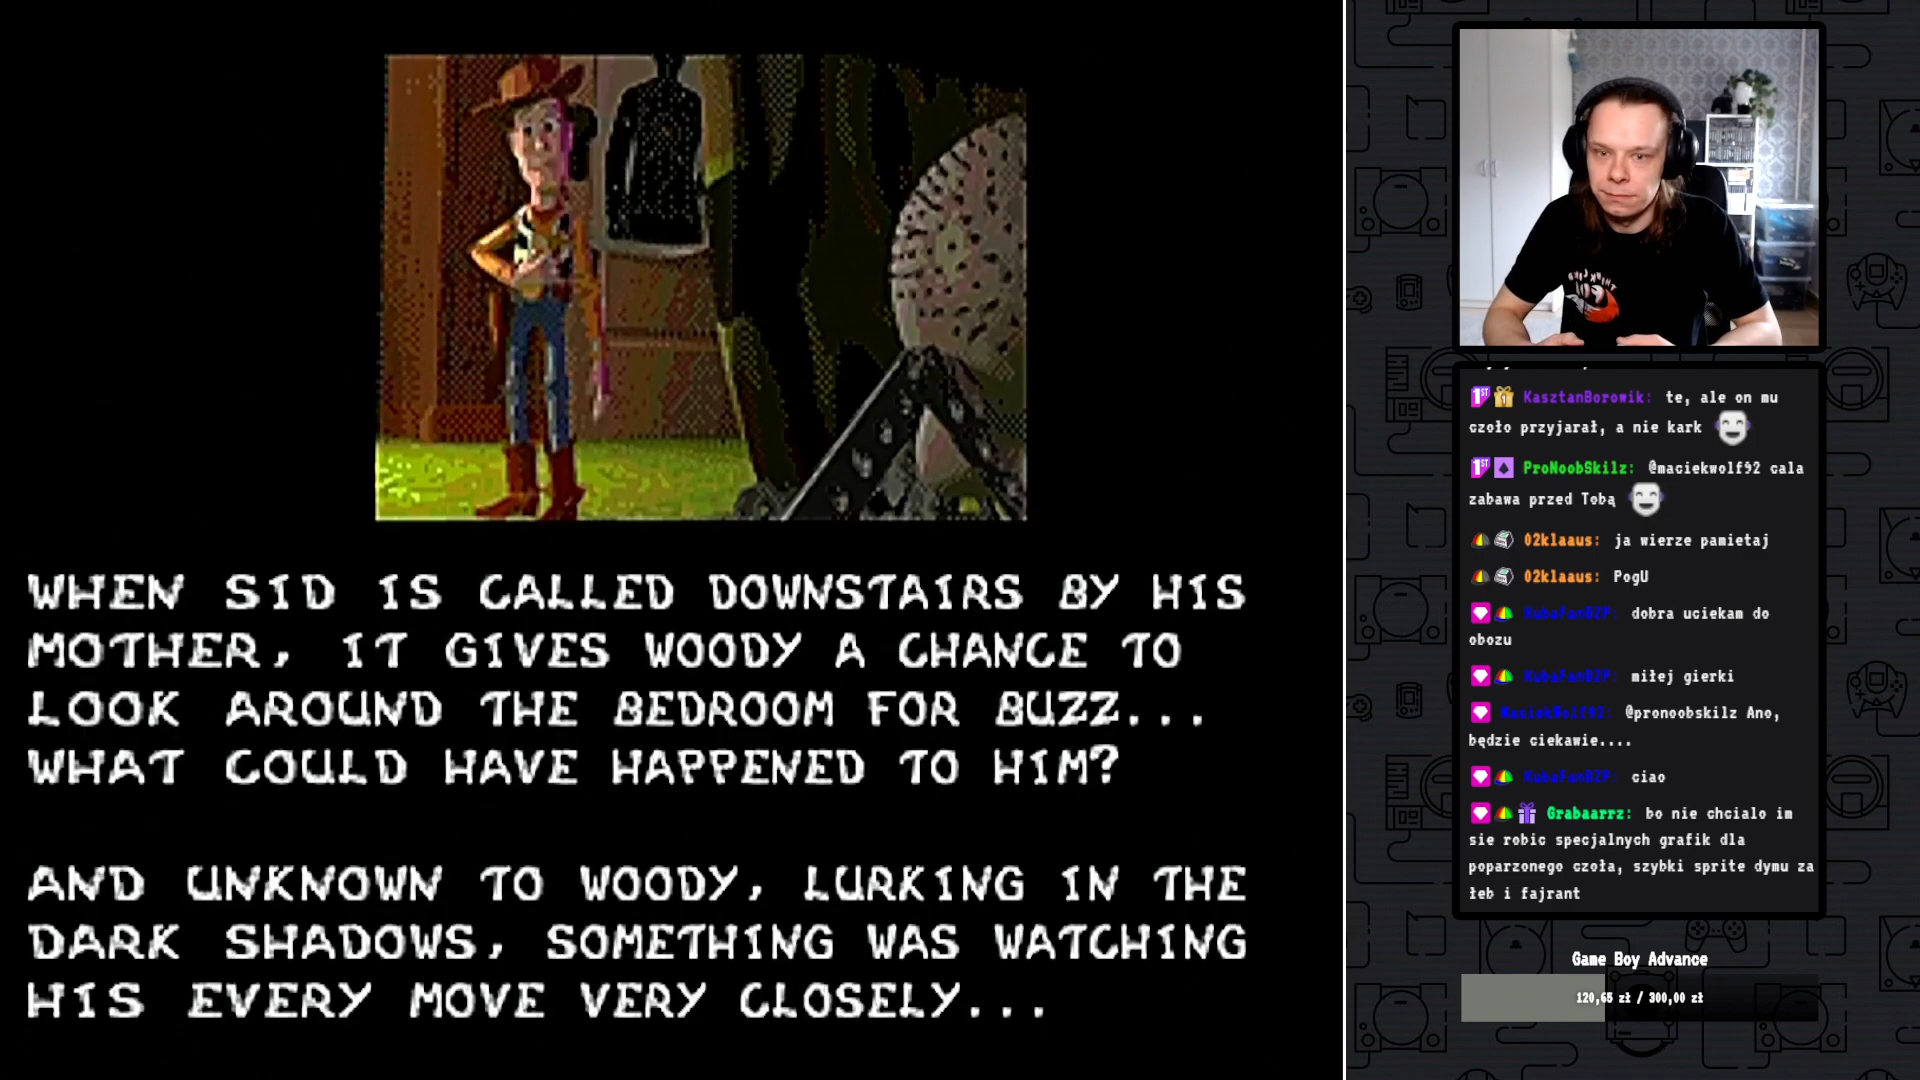 WHEN SID IS CALLED DOWNSTAIRS BY HIS
MOTHER, IT GIVES WOODY A CHANCE TO
LOOK AROUND THE BEDROOM FOR BUZZ...
WHAT COULD HAVE HAPPENED TO HIM?
AND UNKNOWN TO WOODY, LURKING IN THE
DARK SHADOWS, SOMETHING WAS WATCHING
HIS EVERY MOVE VERY CLOSELY...
KasztanBorowik: te, ale on mu
czoło przyjarał, a nie kark
ProNoobSkilz: @maciekwolf92 cala
zabawa przed Tobą
02klaaus: ja wierze pamietaj
02klaaus: PogU
KubaFanBZP: dobra uciekam do
obozu
KubaFanBZP: miłej gierki
MaciekWolf92: @pronoobskilz Ano,
będzie ciekawie....
KubaFanBZP: ciao
Grabaarrz: bo nie chcialo im
sie robic specjalnych grafik dla
poparzonego czoła, szybki sprite dymu za
łeb i fajrant
Game Boy Advance
120,65 zł / 300,00 zł